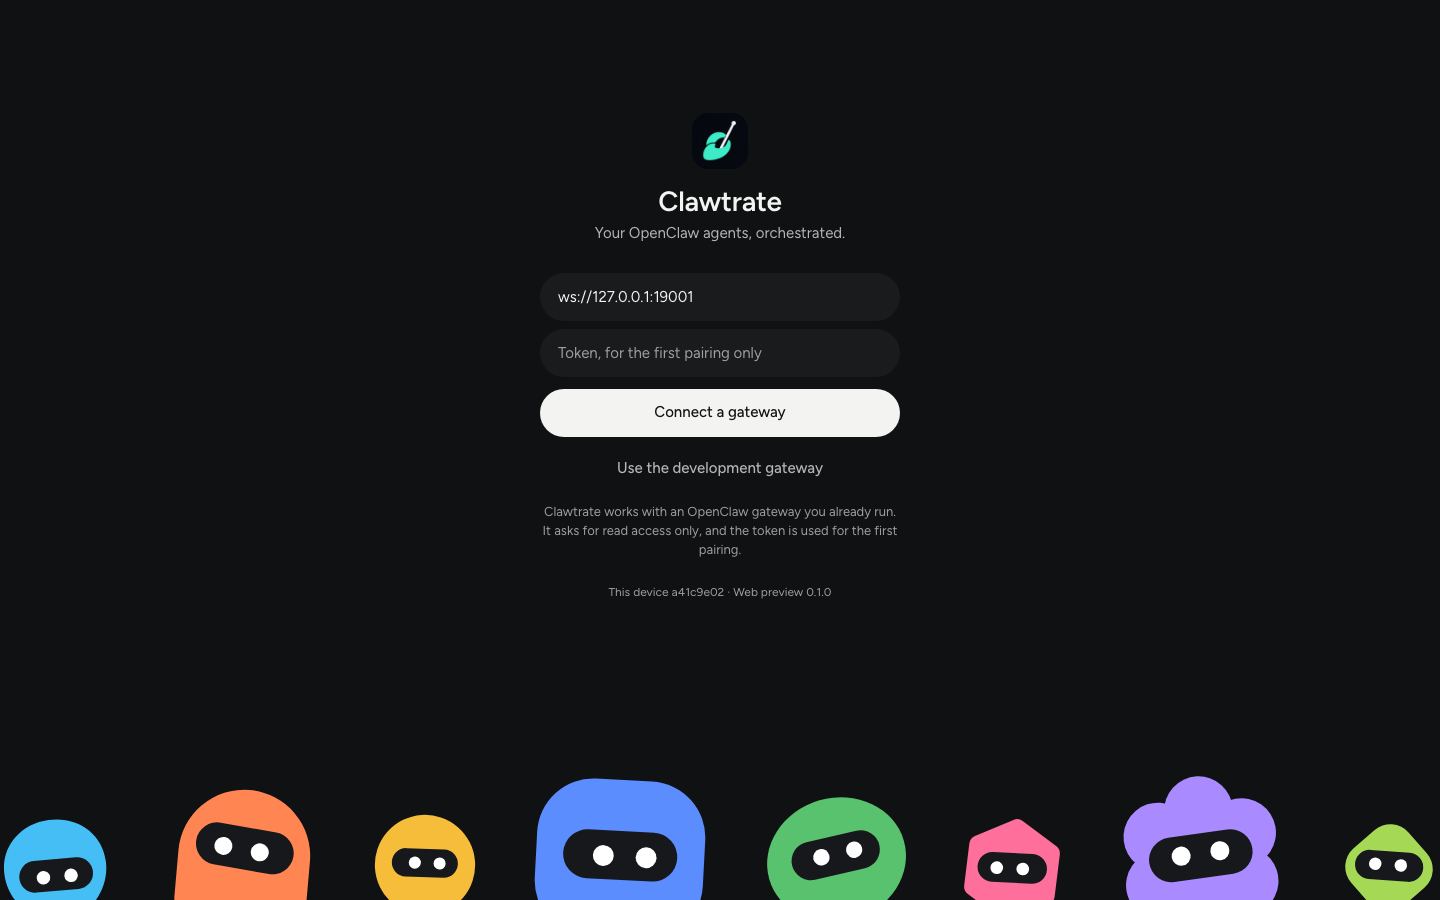 Clawtrate
Your OpenClaw agents, orchestrated.
ws://127.0.0.1:19001
Token, for the first pairing only
Connect a gateway
Use the development gateway
Clawtrate works with an OpenClaw gateway you already run.
It asks for read access only, and the token is used for the first
pairing.
This device a41c9e02 · Web preview 0.1.0